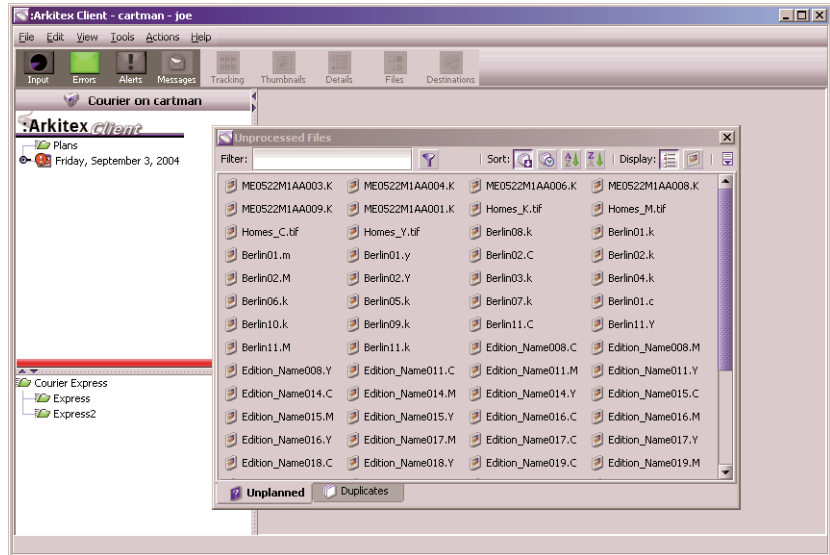 :Arkitex Client - cartman - joe
File Edit View Tools Actions Help
Input Errors Alerts Messages Tracking Thumbnails Details Files Destinations
Courier on cartman
:Arkitex Client
Plans
Friday, September 3, 2004
Unprocessed Files
Filter: Sort: Display:
ME0522M1AA003.K ME0522M1AA004.K ME0522M1AA006.K ME0522M1AA008.K
ME0522M1AA009.K ME0522M1AA001.K Homes_K.tif Homes_M.tif
Homes_C.tif Homes_Y.tif Berlin08.k Berlin01.k
Berlin01.m Berlin01.y Berlin02.C Berlin02.k
Berlin02.M Berlin02.Y Berlin03.k Berlin04.k
Berlin06.k Berlin05.k Berlin07.k Berlin01.c
Berlin10.k Berlin09.k Berlin11.C Berlin11.Y
Berlin11.M Berlin11.k Edition_Name008.C Edition_Name008.M
Edition_Name008.Y Edition_Name011.C Edition_Name011.M Edition_Name011.Y
Edition_Name014.C Edition_Name014.M Edition_Name014.Y Edition_Name015.C
Edition_Name015.M Edition_Name015.Y Edition_Name016.C Edition_Name016.M
Edition_Name016.Y Edition_Name017.M Edition_Name017.C Edition_Name017.Y
Edition_Name018.C Edition_Name018.Y Edition_Name019.C Edition_Name019.M
Unplanned Duplicates
Courier Express
Express
Express2